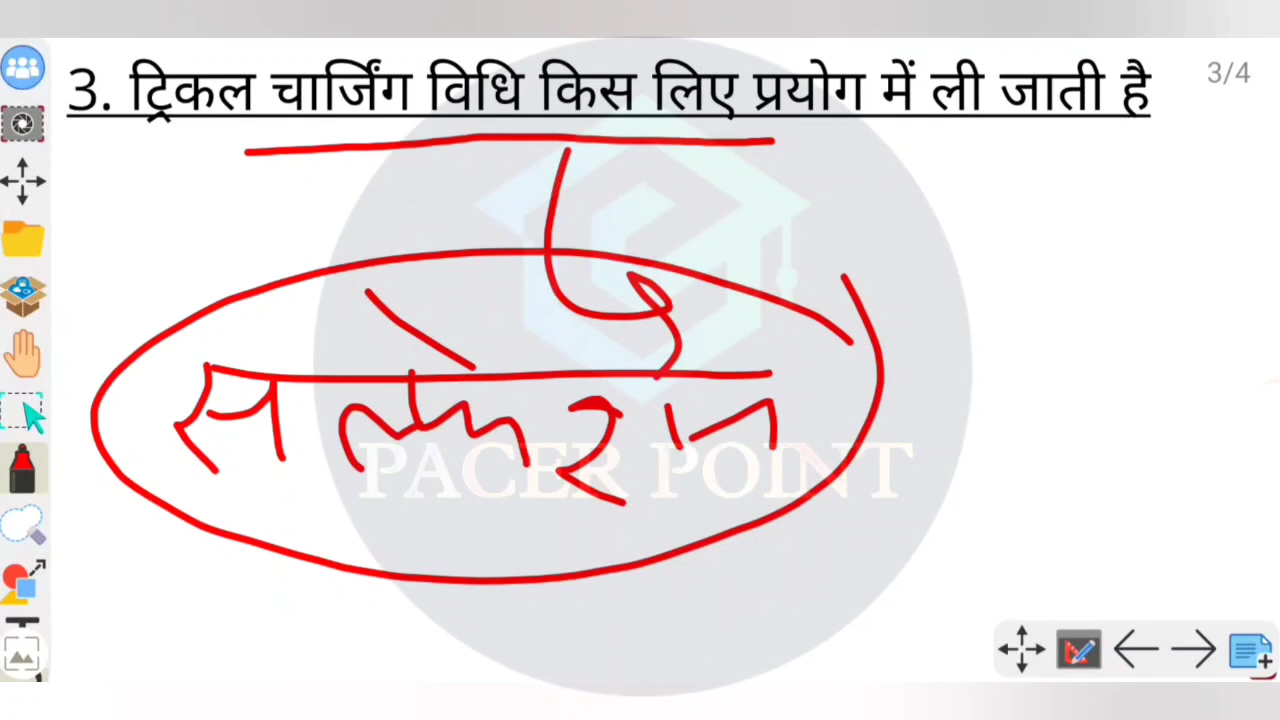 3. ट्रिकल चार्जिंग विधि किस लिए प्रयोग में ली जाती है
3/4
सल्फेशन
PACER POINT